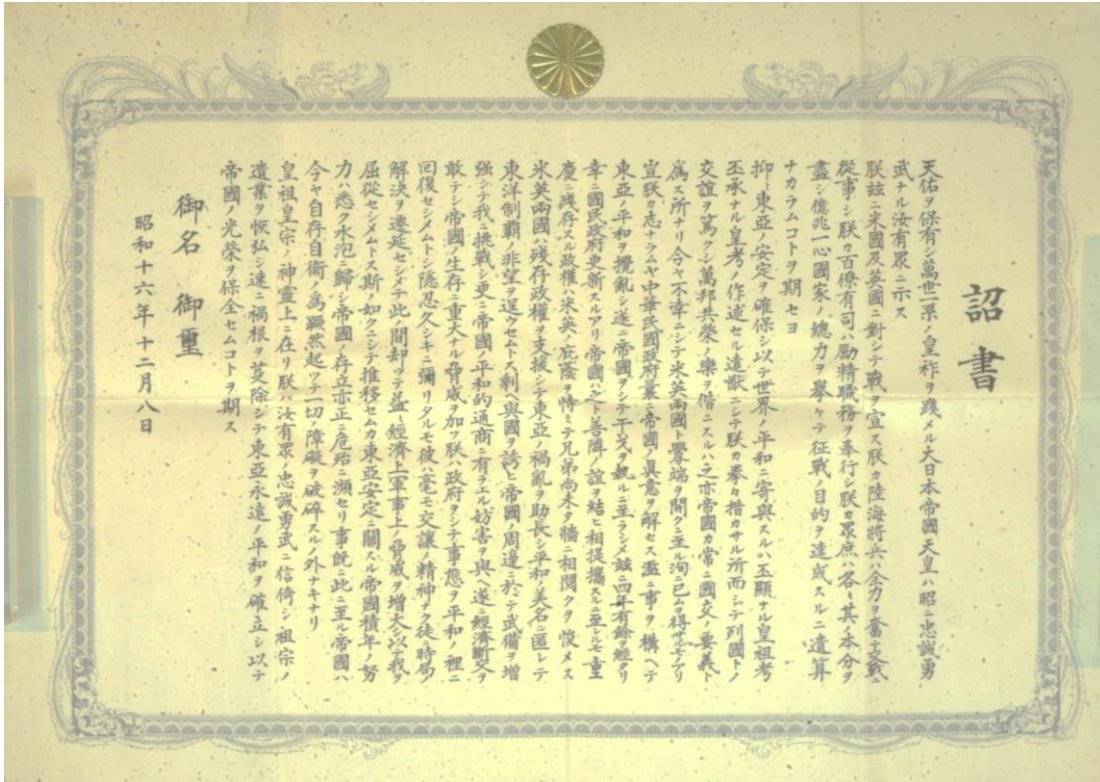 詔書
天佑ヲ保有シ萬世一系ノ皇祚ヲ踐メル大日本帝國天皇ハ昭ニ忠誠勇
武ナル汝有眾ニ示ス
朕玆ニ米國及英國ニ對シテ戰ヲ宣ス朕カ陸海將兵ハ全力ヲ奮テ交戰ニ
從事シ朕カ百僚有司ハ勵精職務ヲ奉行シ朕カ眾庶ハ各〻其ノ本分ヲ
盡シ億兆一心國家ノ總力ヲ擧ケテ征戰ノ目的ヲ達成スルニ遺算
ナカラムコトヲ期セヨ
抑〻東亞ノ安定ヲ確保シ以テ世界ノ平和ニ寄與スルハ丕顯ナル皇祖考
丕承ナル皇考ノ作述セル遠猷ニシテ朕カ拳々措カサル所而シテ列國トノ
交誼ヲ篤クシ萬邦共榮ノ樂ヲ偕ニスルハ之亦帝國カ常ニ國交ノ要義ト
爲ス所ナリ今ヤ不幸ニシテ米英兩國ト釁端ヲ開クニ至ル洵ニ已ムヲ得サルモノアリ
豈朕カ志ナラムヤ中華民國政府曩ニ帝國ノ眞意ヲ解セス濫ニ事ヲ構ヘテ
東亞ノ平和ヲ攪亂シ遂ニ帝國ヲシテ干戈ヲ執ルニ至ラシメ玆ニ四年有餘ヲ經タリ
幸ニ國民政府更新スルアリ帝國ハ之ト善隣ノ誼ヲ結ヒ相提攜スルニ至レルモ重
慶ニ殘存スル政權ハ米英ノ庇蔭ヲ恃ミテ兄弟尚未タ牆ニ相鬩クヲ悛メス
米英兩國ハ殘存政權ヲ支援シテ東亞ノ禍亂ヲ助長シ平和ノ美名ニ匿レテ
東洋制覇ノ非望ヲ逞ウセムトス剩ヘ與國ヲ誘ヒ帝國ノ周邊ニ於テ武備ヲ增
强シテ我ニ挑戰シ更ニ帝國ノ平和的通商ニ有ラユル妨害ヲ與ヘ遂ニ經濟斷交ヲ
敢テシ帝國ノ生存ニ重大ナル脅威ヲ加フ朕ハ政府ヲシテ事態ヲ平和ノ裡ニ
回復セシメムトシ隱忍久シキニ彌リタルモ彼ハ毫モ交讓ノ精神ナク徒ニ時局ノ
解決ヲ遷延セシメテ此ノ間却ツテ益〻經濟上軍事上ノ脅威ヲ增大シ以テ我ヲ
屈從セシメムトス斯ノ如クニシテ推移セムカ東亞安定ニ關スル帝國積年ノ努
力ハ悉ク水泡ニ歸シ帝國ノ存立亦正ニ危殆ニ瀕セリ事旣ニ此ニ至ル帝國ハ
今ヤ自存自衞ノ爲蹶然起ツテ一切ノ障礙ヲ破碎スルノ外ナキナリ
皇祖皇宗ノ神靈上ニ在リ朕ハ汝有眾ノ忠誠勇武ニ信倚シ祖宗ノ
遺業ヲ恢弘シ速ニ禍根ヲ芟除シテ東亞永遠ノ平和ヲ確立シ以テ
帝國ノ光榮ヲ保全セムコトヲ期ス
御名 御璽
昭和十六年十二月八日